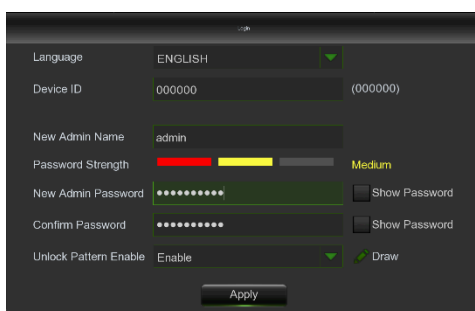 Login
Language ENGLISH
Device ID 000000 (000000)
New Admin Name admin
Password Strength Medium
New Admin Password ●●●●●●●●●● Show Password
Confirm Password ●●●●●●●●●● Show Password
Unlock Pattern Enable Enable Draw
Apply